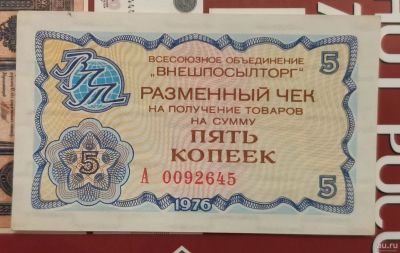 ВПТ
ВСЕСОЮЗНОЕ ОБЪЕДИНЕНИЕ
„ВНЕШПОСЫЛТОРГ"
5
РАЗМЕННЫЙ ЧЕК
НА ПОЛУЧЕНИЕ ТОВАРОВ
НА СУММУ
ПЯТЬ
КОПЕЕК
5
А 0092645
5
1976